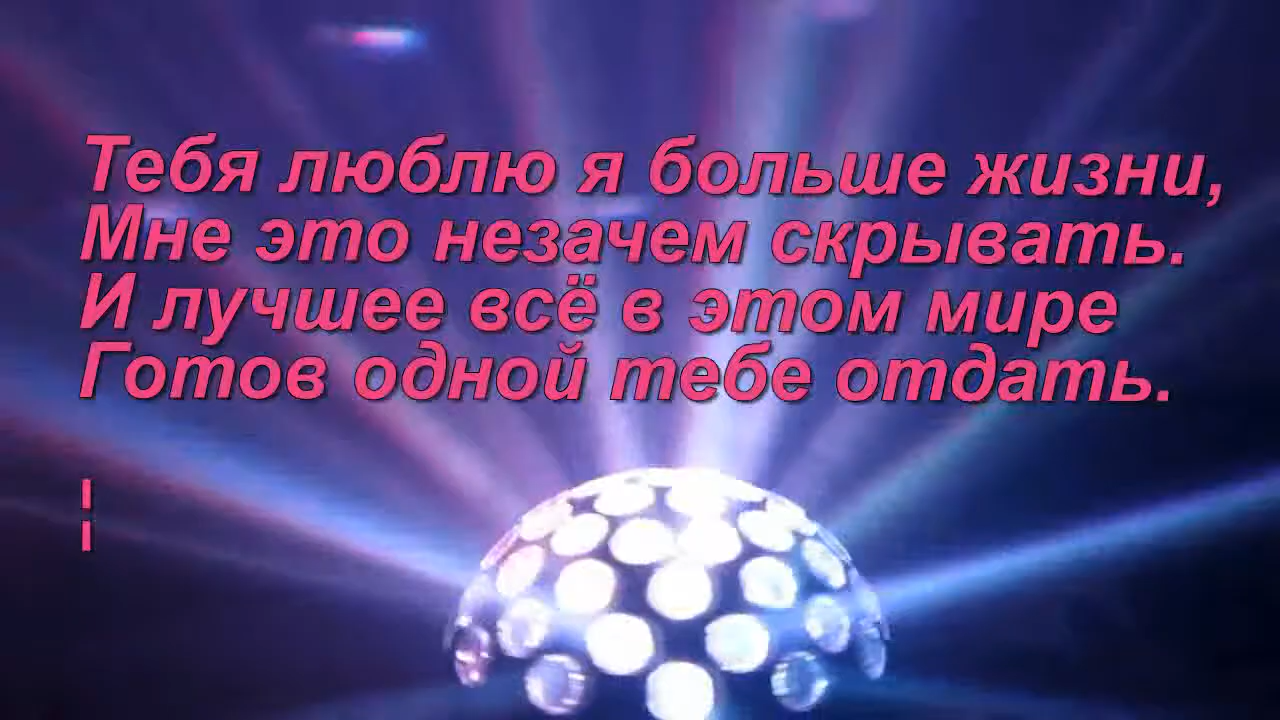 Тебя люблю я больше жизни,
Мне это незачем скрывать.
И лучшее всё в этом мире
Готов одной тебе отдать.
¦